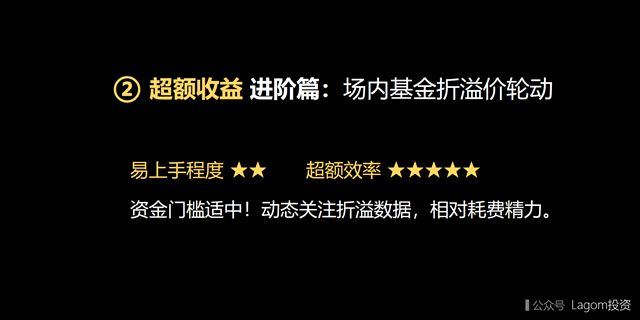 ② 超额收益 进阶篇：场内基金折溢价轮动
易上手程度 ★★ 超额效率 ★★★★★
资金门槛适中！动态关注折溢数据，相对耗费精力。
公众号 Lagom投资